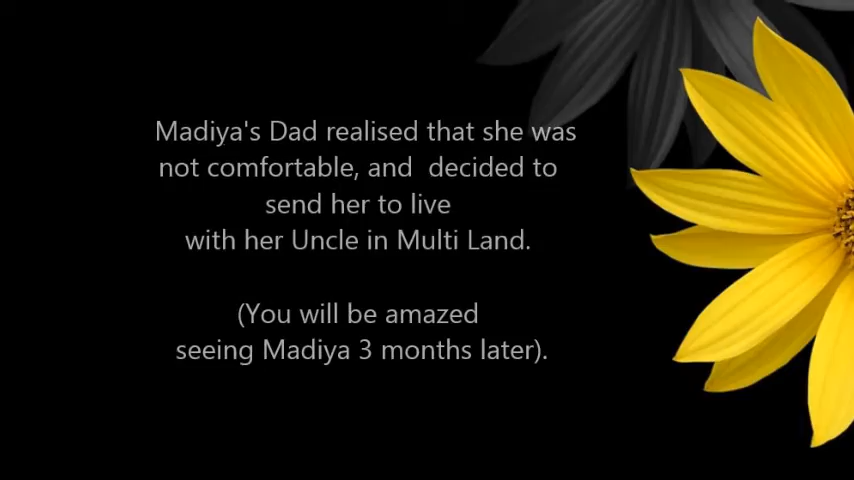 Madiya's Dad realised that she was
not comfortable, and  decided to
send her to live
with her Uncle in Multi Land.
(You will be amazed
seeing Madiya 3 months later).